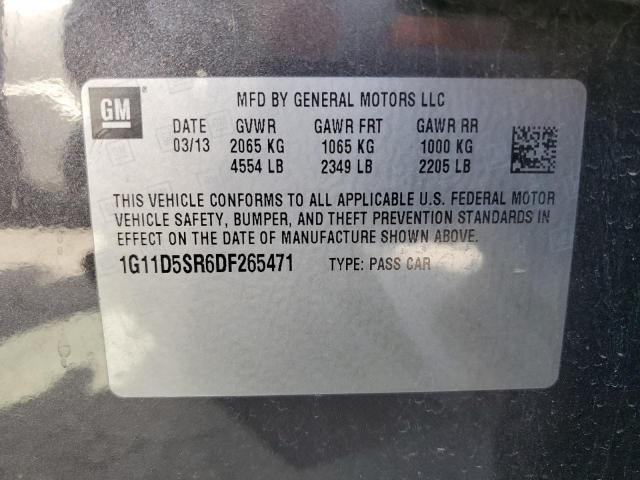 GM
MFD BY GENERAL MOTORS LLC
DATE GVWR GAWR FRT GAWR RR
03/13 2065 KG 1065 KG 1000 KG
4554 LB 2349 LB 2205 LB
THIS VEHICLE CONFORMS TO ALL APPLICABLE U.S. FEDERAL MOTOR
VEHICLE SAFETY, BUMPER, AND THEFT PREVENTION STANDARDS IN
EFFECT ON THE DATE OF MANUFACTURE SHOWN ABOVE.
1G11D5SR6DF265471 TYPE: PASS CAR